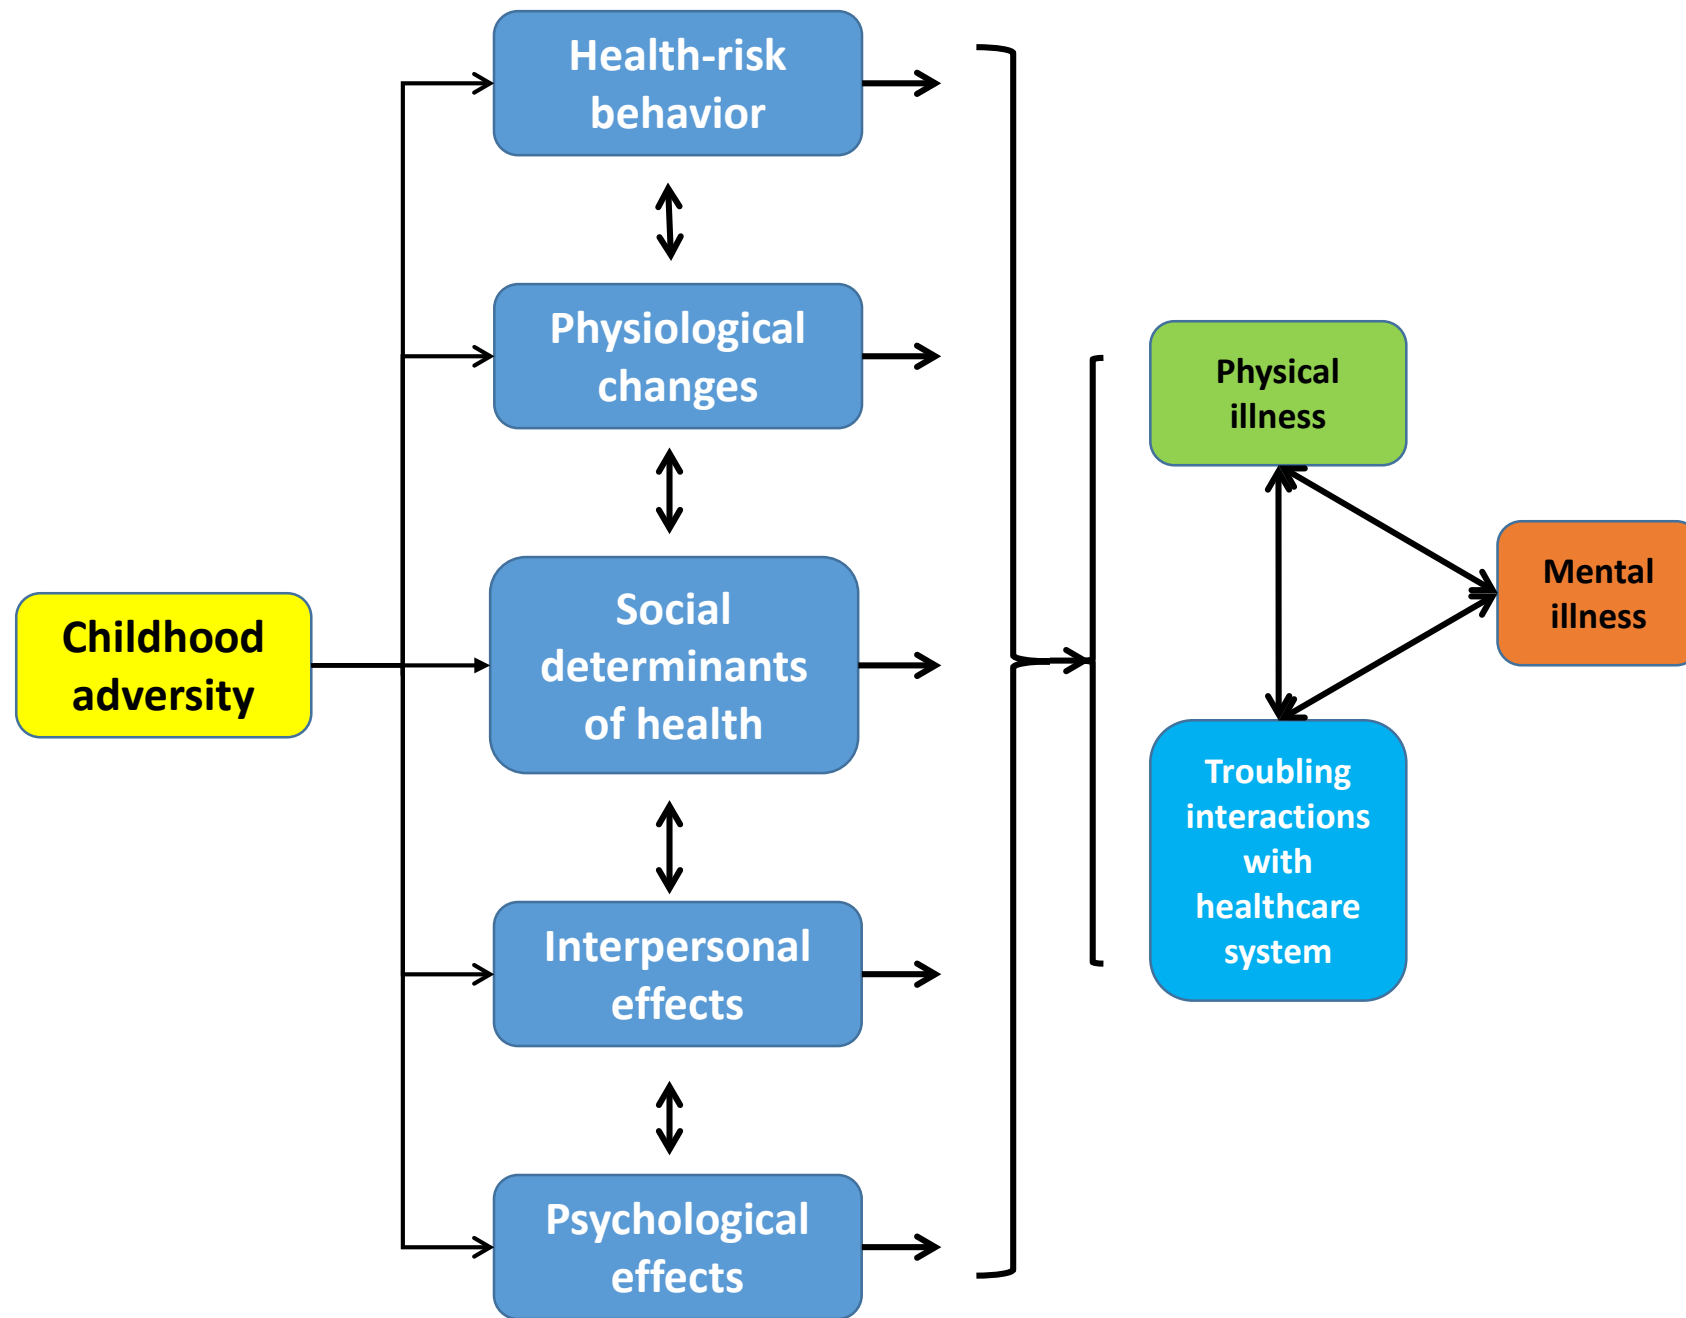 Health-risk
behavior
Physiological
changes
Social
determinants
of health
Interpersonal
effects
Psychological
effects
Childhood
adversity
Physical
illness
Mental
illness
Troubling
interactions
with
healthcare
system